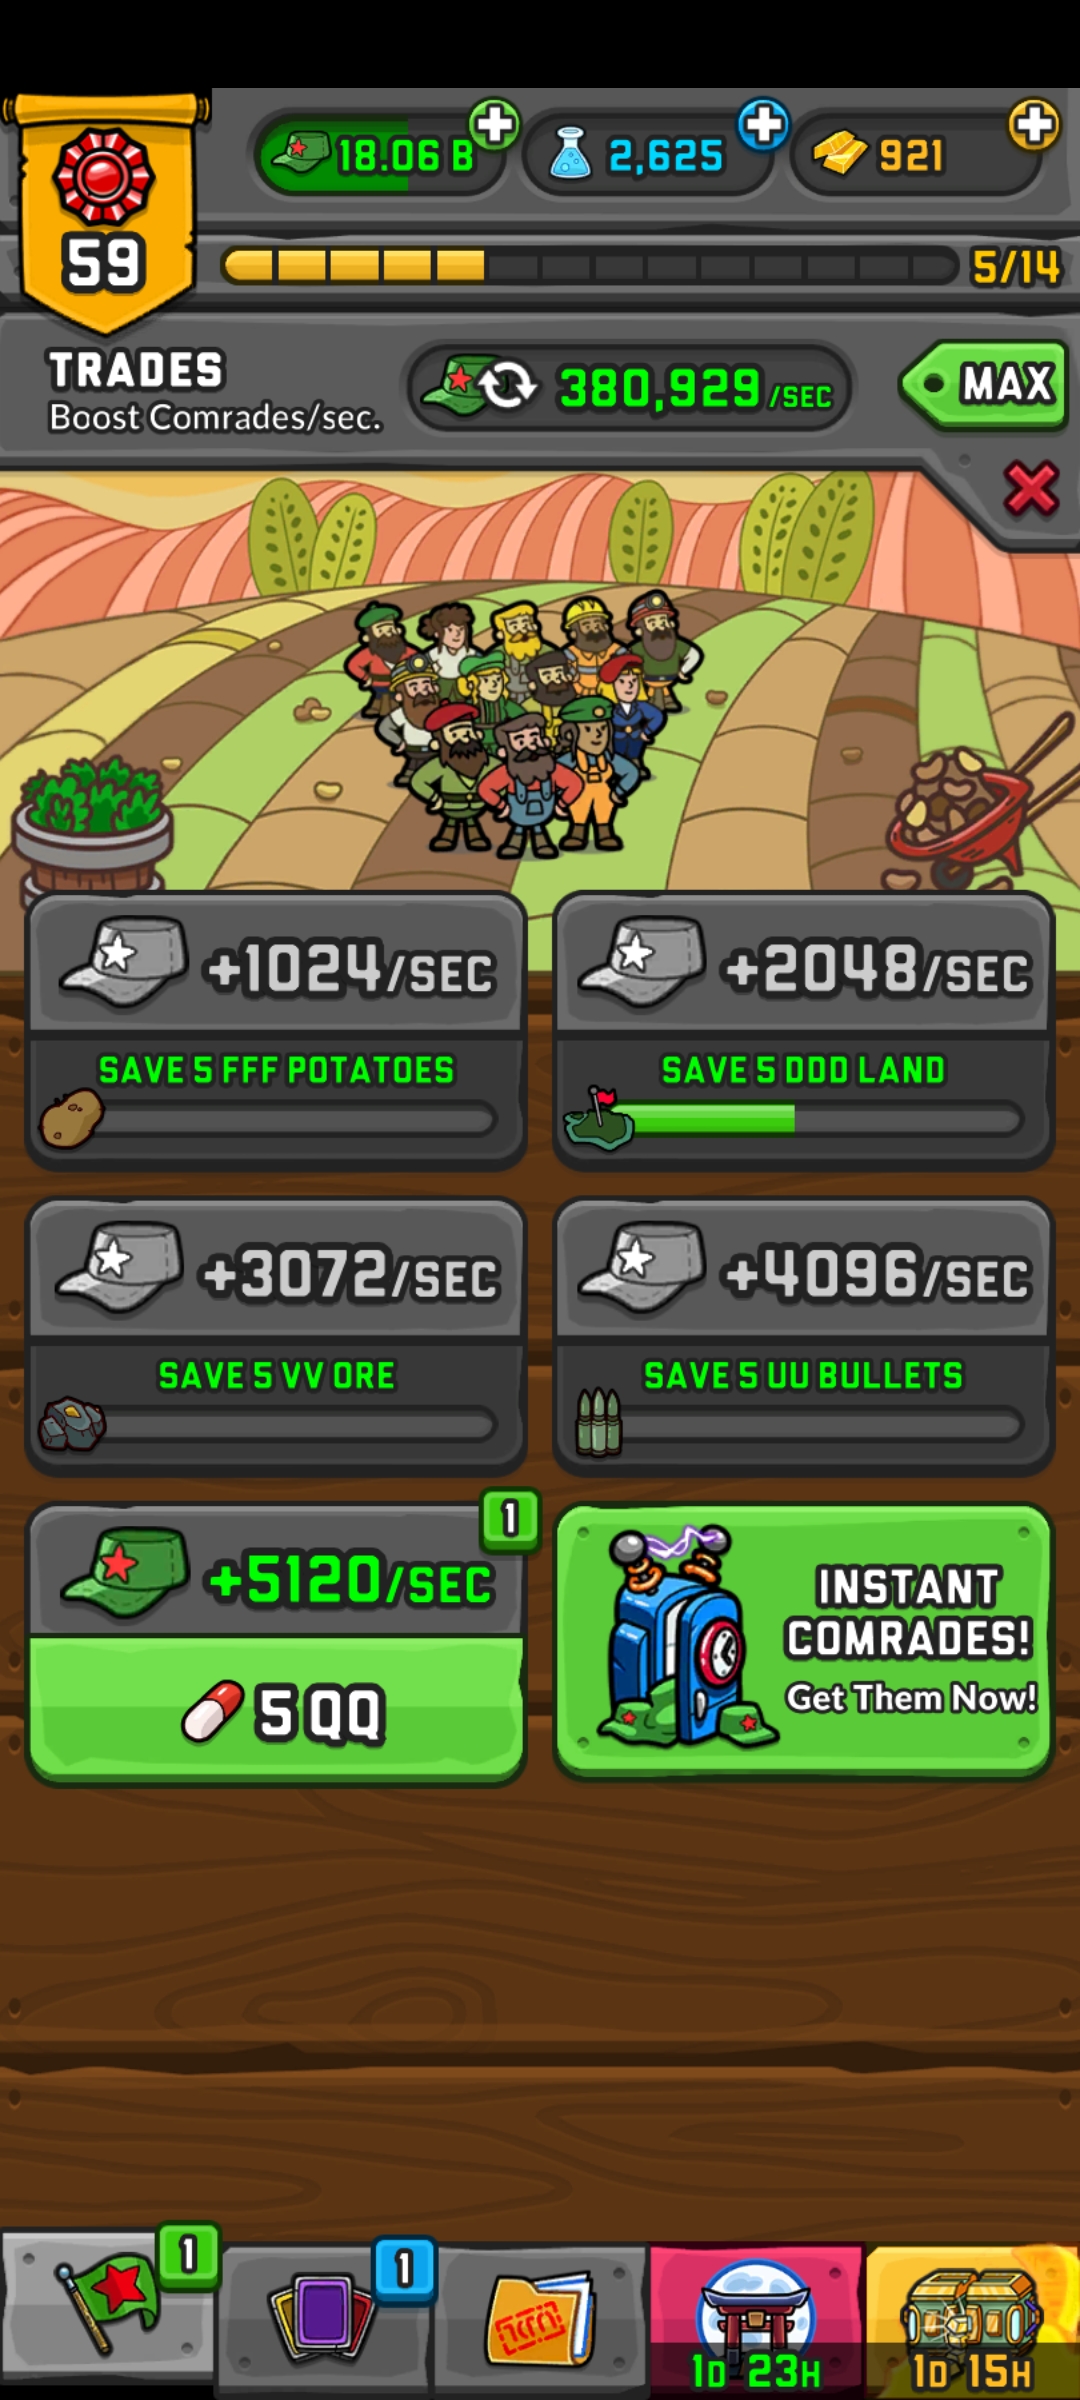 18.06 B
2,625
921
59
5/14
TRADES
Boost Comrades/sec.
380,929 /SEC
MAX
+1024/SEC
SAVE 5 FFF POTATOES
+2048/SEC
SAVE 5 DDD LAND
+3072/SEC
SAVE 5 VV ORE
+4096/SEC
SAVE 5 UU BULLETS
1
+5120/SEC
5 QQ
INSTANT
COMRADES!
Get Them Now!
1
1
1D 23H
1D 15H